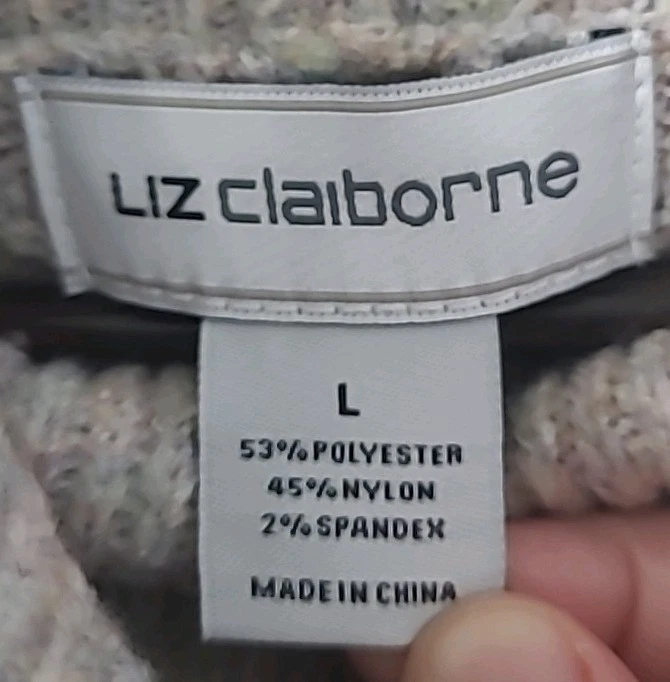 LIZ claiborne
L
53% POLYESTER
45% NYLON
2% SPANDEX
MADE IN CHINA